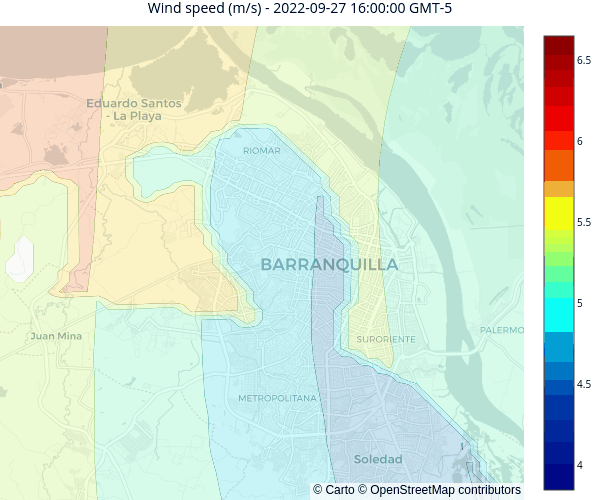 Wind speed (m/s) - 2022-09-27 16:00:00 GMT-5
6.5
Eduardo Santos
- La Playa
6
RIOMAR
5.5
BARRANQUILLA
5
Juan Mina
SURORIENTE
PALERMO
4.5
METROPOLITANA
Soledad
4
© Carto © OpenStreetMap contributors